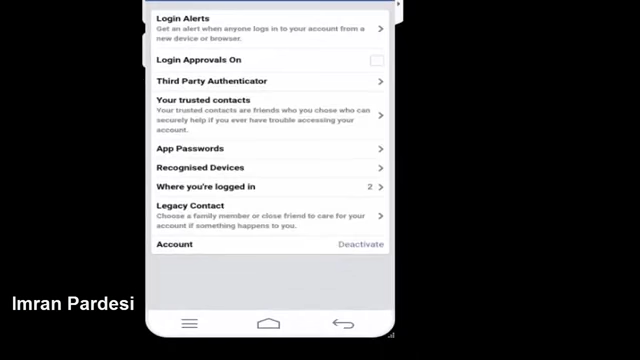 Login Alerts
Get an alert when anyone logs in to your account from a
new device or browser.
Login Approvals On
Third Party Authenticator
Your trusted contacts
Your trusted contacts are friends who you chose who can
securely help if you ever have trouble accessing your
account.
App Passwords
Recognised Devices
Where you're logged in 2
Legacy Contact
Choose a family member or close friend to care for your
account if something happens to you.
Account Deactivate
Imran Pardesi